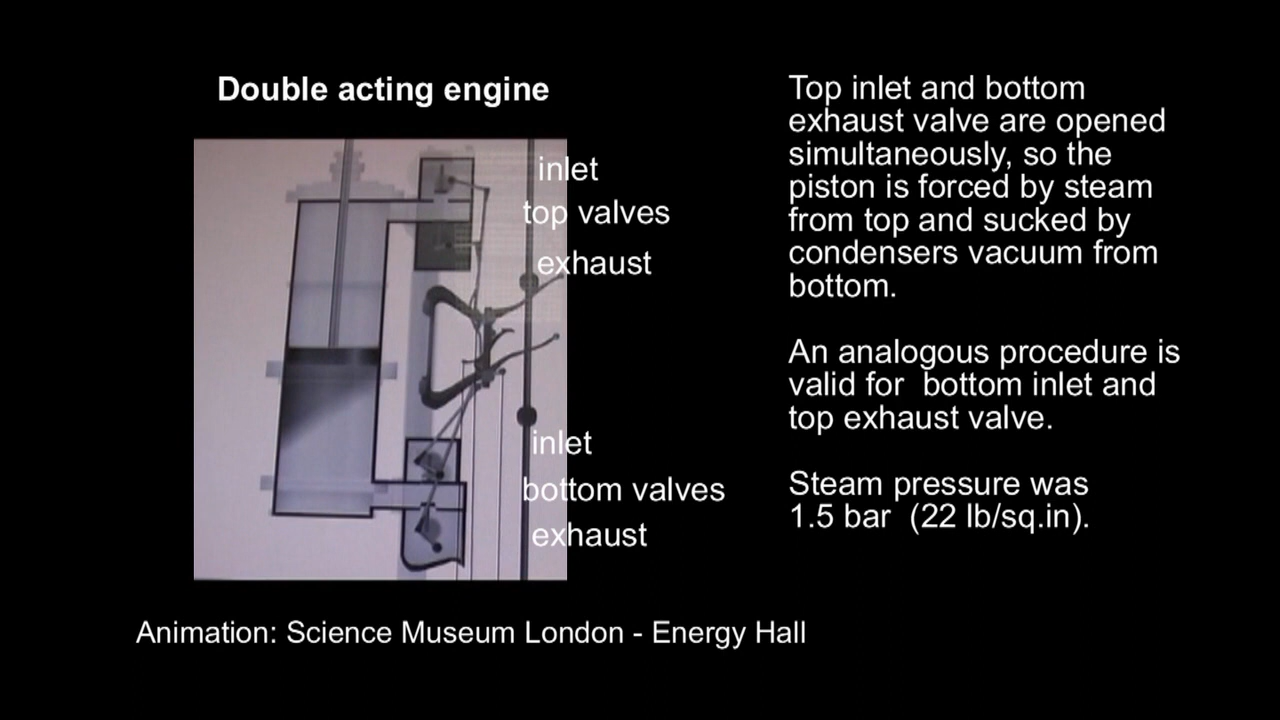 Double acting engine
inlet
top valves
exhaust
inlet
bottom valves
exhaust
Top inlet and bottom
exhaust valve are opened
simultaneously, so the
piston is forced by steam
from top and sucked by
condensers vacuum from
bottom.
An analogous procedure is
valid for  bottom inlet and
top exhaust valve.
Steam pressure was
1.5 bar  (22 lb/sq.in).
Animation: Science Museum London - Energy Hall